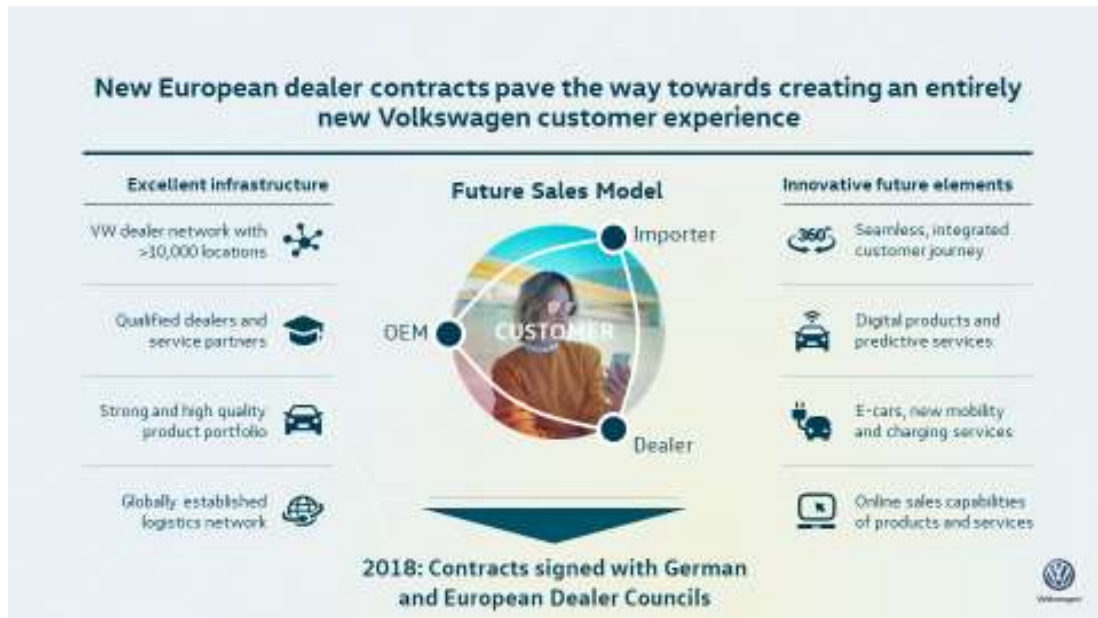 New European dealer contracts pave the way towards creating an entirely
new Volkswagen customer experience
Excellent infrastructure
VW dealer network with
>10,000 locations
Qualified dealers and
service partners
Strong and high quality
product portfolio
Globally established
logistics network
Future Sales Model
Importer
OEM
CUSTOMER
Dealer
2018: Contracts signed with German
and European Dealer Councils
Innovative future elements
360°
Seamless, integrated
customer journey
Digital products and
predictive services
E-cars, new mobility
and charging services
Online sales capabilities
of products and services
Volkswagen